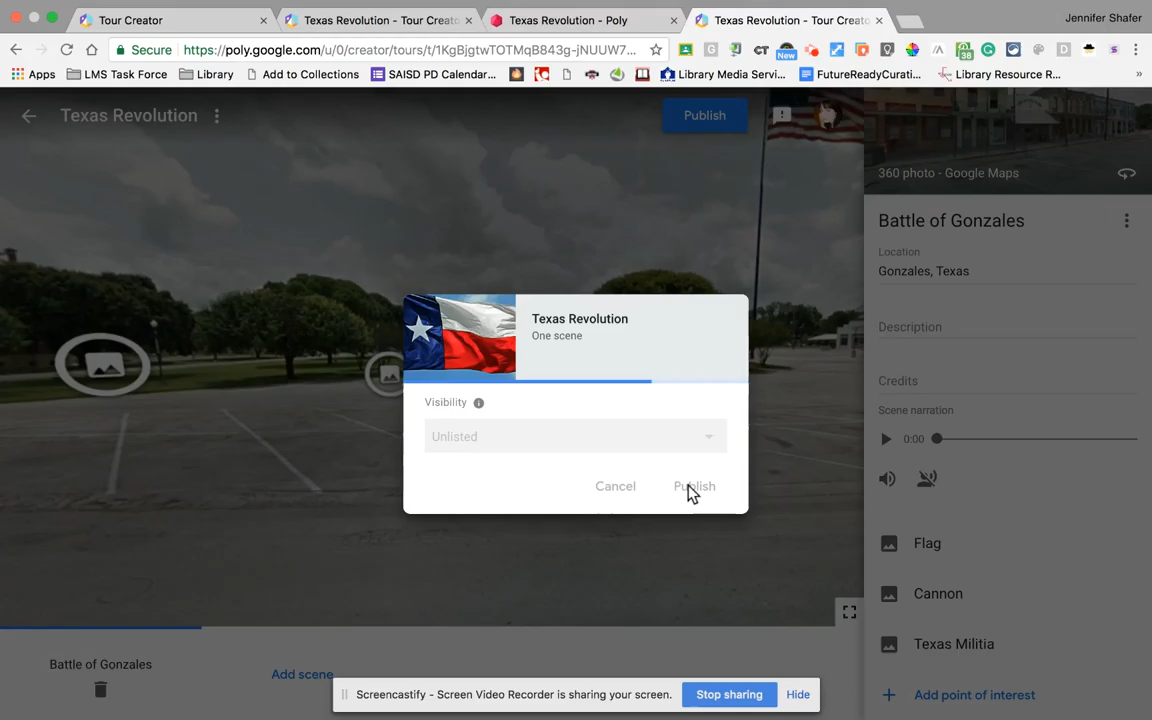 Tour Creator
Texas Revolution - Tour Creato
Texas Revolution - Poly
Texas Revolution - Tour Creato
Jennifer Shafer
Secure
https://poly.google.com/u/0/creator/tours/t/1KgBjgtwTOTMqB843g-jNUUW7...
Apps
LMS Task Force
Library
Add to Collections
SAISD PD Calendar...
Library Media Servi...
FutureReadyCurati...
Library Resource R...
»
New
38
Texas Revolution
Publish
360 photo - Google Maps
Battle of Gonzales
Location
Gonzales, Texas
Description
Credits
Scene narration
0:00
Flag
Cannon
Texas Militia
Add point of interest
Texas Revolution
One scene
Visibility
Unlisted
Cancel
Publish
Battle of Gonzales
Add scene
Screencastify - Screen Video Recorder is sharing your screen.
Stop sharing
Hide